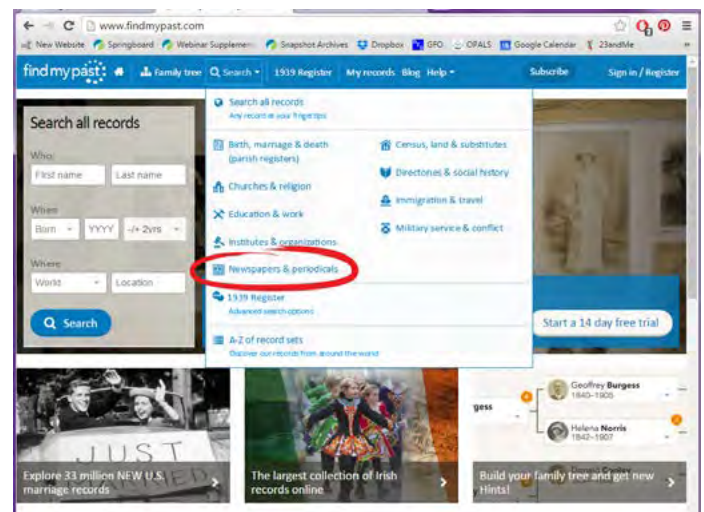 www.findmypast.com
New Website Springboard Webinar Supplemen Snapshot Archives Dropbox GFO OPALS Google Calendar 23andMe »
findmypast Family tree Search 1939 Register My records Blog Help Subscribe Sign in / Register
Search all records
Any record at your fingertips
Search all records
Who
First name Last name
When
Born YYYY -/+ 2yrs
Where
World Location
Search
Birth, marriage & death
(parish registers)
Churches & religion
Education & work
Institutes & organizations
Newspapers & periodicals
Census, land & substitutes
Directories & social history
Immigration & travel
Military service & conflict
1939 Register
Advanced search options
A-Z of record sets
Discover our records from around the world
Start a 14 day free trial
JUST
MARRIED
Explore 33 million NEW U.S.
marriage records
The largest collection of Irish
records online
gess
Geoffrey Burgess
1840-1906
Helena Norris
1842-1907
Build your family tree and get new
Hints!